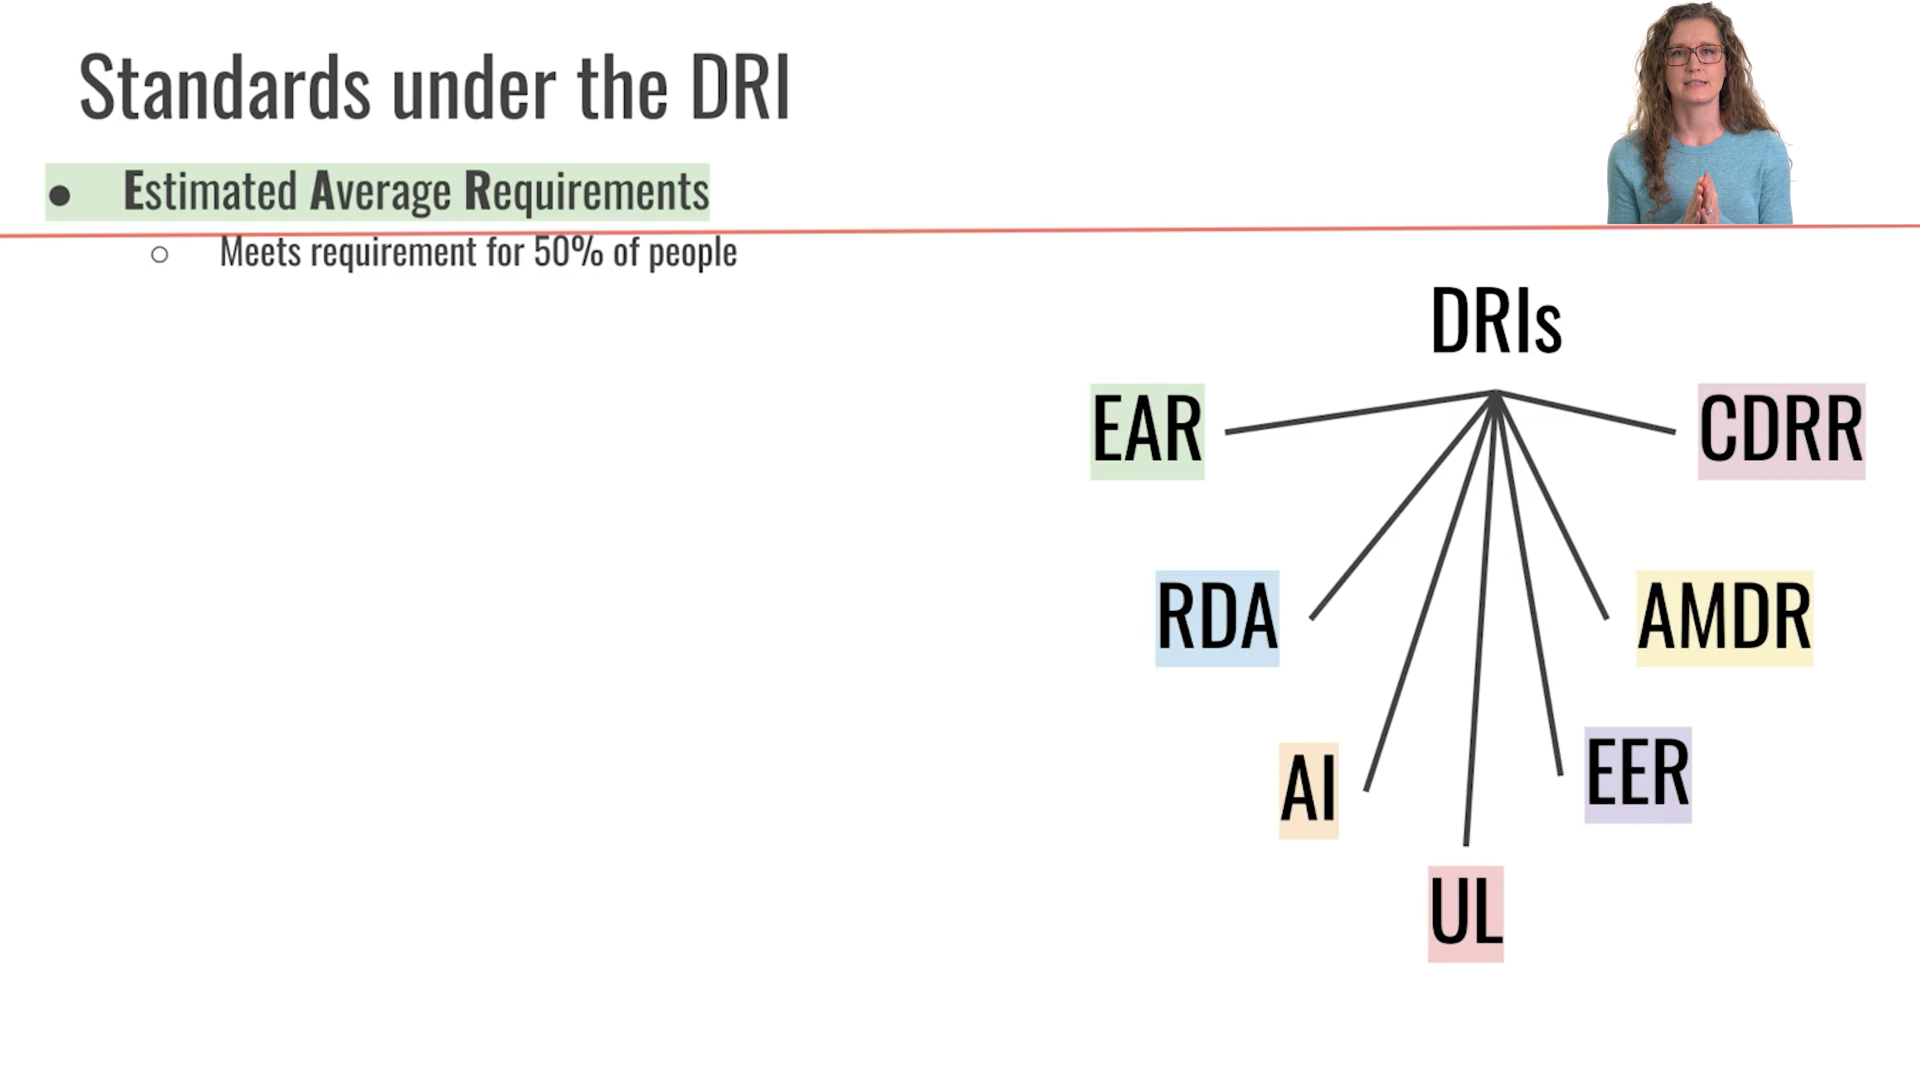 Standards under the DRI
● Estimated Average Requirements
○ Meets requirement for 50% of people
DRIs
EAR
CDRR
RDA
AMDR
AI
EER
UL